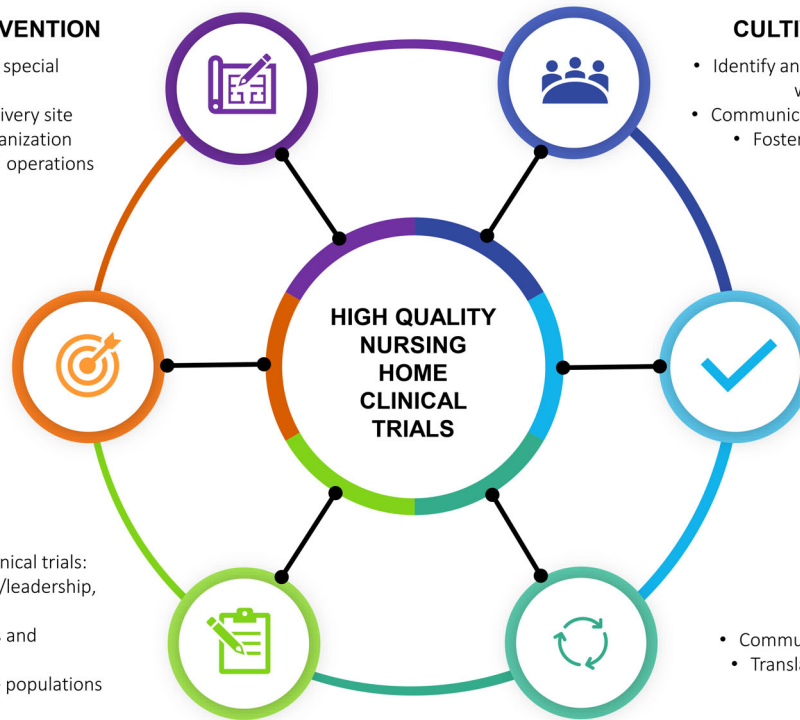 VENTION
special
ivery site
anization
operations
CULTI
• Identify an
• Communic
• Foster
HIGH QUALITY
NURSING
HOME
CLINICAL
TRIALS
nical trials:
/leadership,
s and
populations
• Commu
• Transla